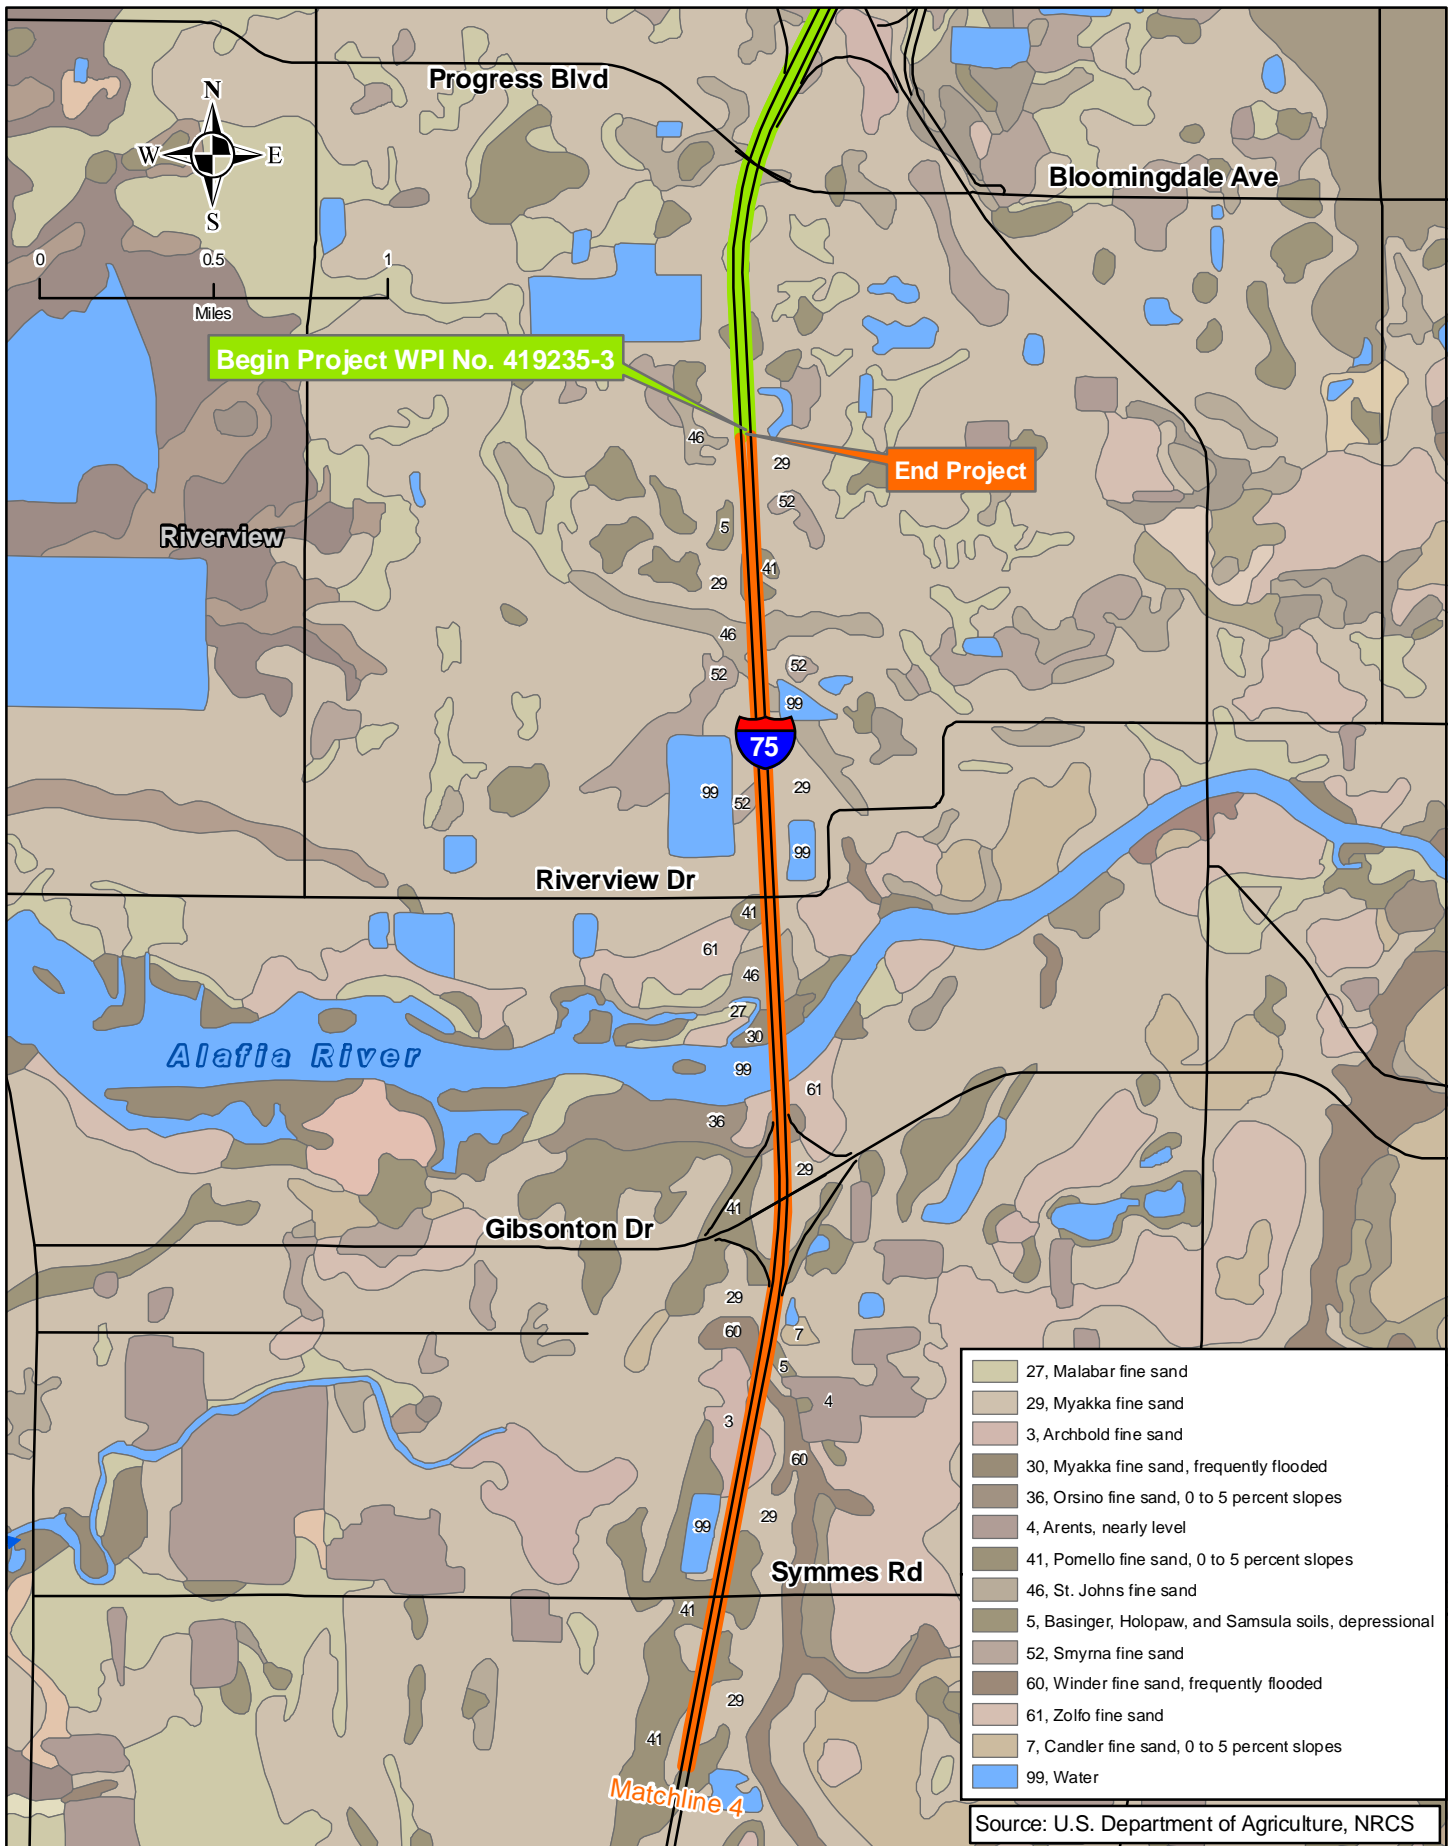 Progress Blvd
N
W E
S
Bloomingdale Ave
0 0.5 1
Miles
Begin Project WPI No. 419235-3
46
29
End Project
52
5
Riverview
41
29
46
52
52
99
75
99
52
29
99
Riverview Dr
41
61
46
27
30
Alafia River
99
61
36
29
41
Gibsonton Dr
29
60
7
5
4
3
60
99
29
Symmes Rd
41
29
41
Matchline 4
27, Malabar fine sand
29, Myakka fine sand
3, Archbold fine sand
30, Myakka fine sand, frequently flooded
36, Orsino fine sand, 0 to 5 percent slopes
4, Arents, nearly level
41, Pomello fine sand, 0 to 5 percent slopes
46, St. Johns fine sand
5, Basinger, Holopaw, and Samsula soils, depressional
52, Smyrna fine sand
60, Winder fine sand, frequently flooded
61, Zolfo fine sand
7, Candler fine sand, 0 to 5 percent slopes
99, Water
Source: U.S. Department of Agriculture, NRCS